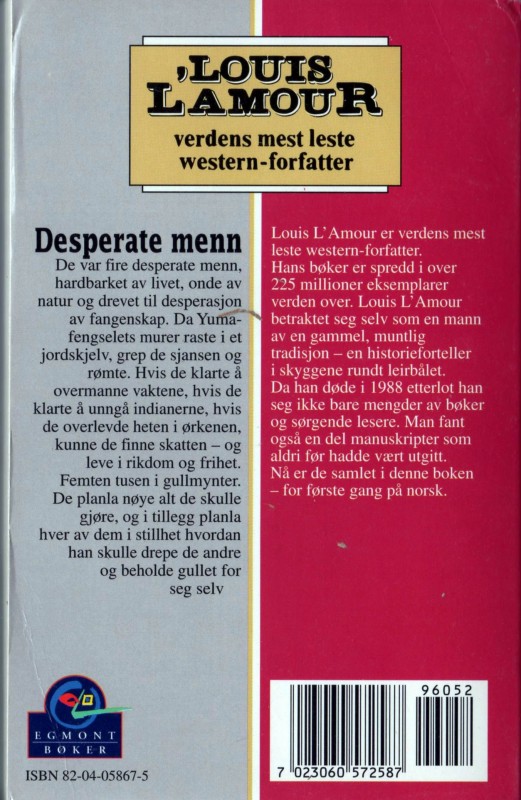 LOUIS
L'AMOUR
verdens mest leste
western-forfatter
Desperate menn
De var fire desperate menn,
hardbarket av livet, onde av
natur og drevet til desperasjon
av fangenskap. Da Yuma-
fengselets murer raste i et
jordskjelv, grep de sjansen og
rømte. Hvis de klarte å
overmanne vaktene, hvis de
klarte å unngå indianerne, hvis
de overlevde heten i ørkenen,
kunne de finne skatten – og
leve i rikdom og frihet.
Femten tusen i gullmynter.
De planla nøye alt de skulle
gjøre, og i tillegg planla
hver av dem i stillhet hvordan
han skulle drepe de andre
og beholde gullet for
seg selv
Louis L'Amour er verdens mest
leste western-forfatter.
Hans bøker er spredd i over
225 millioner eksemplarer
verden over. Louis L'Amour
betraktet seg selv som en mann
av en gammel, muntlig
tradisjon – en historieforteller
i skyggene rundt leirbålet.
Da han døde i 1988 etterlot han
seg ikke bare mengder av bøker
og sørgende lesere. Man fant
også en del manuskripter som
aldri før hadde vært utgitt.
Nå er de samlet i denne boken
– for første gang på norsk.
EGMONT
BØKER
ISBN 82-04-05867-5
96052
7 023060 572587